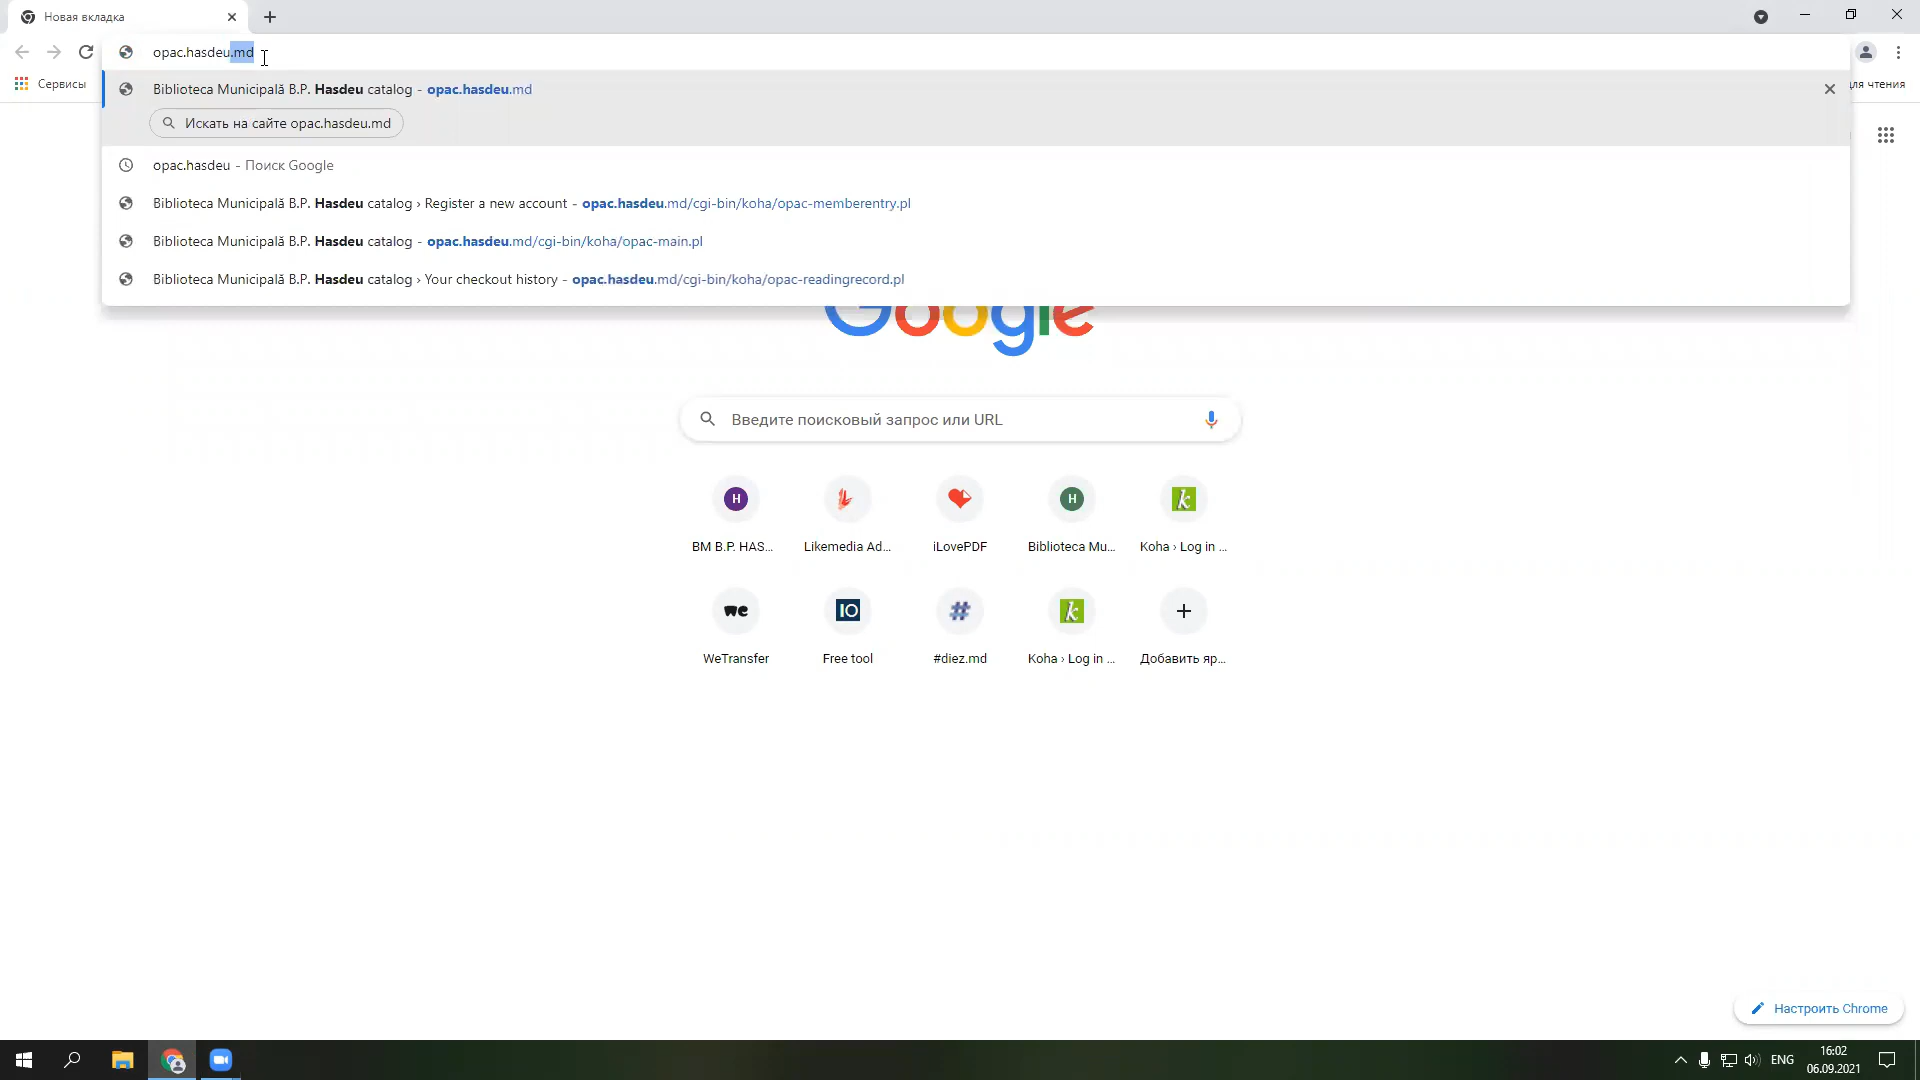 Новая вкладка
opac.hasdeu.md
Сервисы
для чтения
Biblioteca Municipală B.P. Hasdeu catalog - opac.hasdeu.md
Искать на сайте opac.hasdeu.md
opac.hasdeu - Поиск Google
Biblioteca Municipală B.P. Hasdeu catalog › Register a new account - opac.hasdeu.md/cgi-bin/koha/opac-memberentry.pl
Biblioteca Municipală B.P. Hasdeu catalog - opac.hasdeu.md/cgi-bin/koha/opac-main.pl
Biblioteca Municipală B.P. Hasdeu catalog › Your checkout history - opac.hasdeu.md/cgi-bin/koha/opac-readingrecord.pl
Google
Введите поисковый запрос или URL
H
H
k
BM B.P. HAS...
Likemedia Ad...
iLovePDF
Biblioteca Mu...
Koha › Log in ...
we
IO
#
k
WeTransfer
Free tool
#diez.md
Koha › Log in ...
Добавить яр...
Настроить Chrome
ENG
16:02
06.09.2021